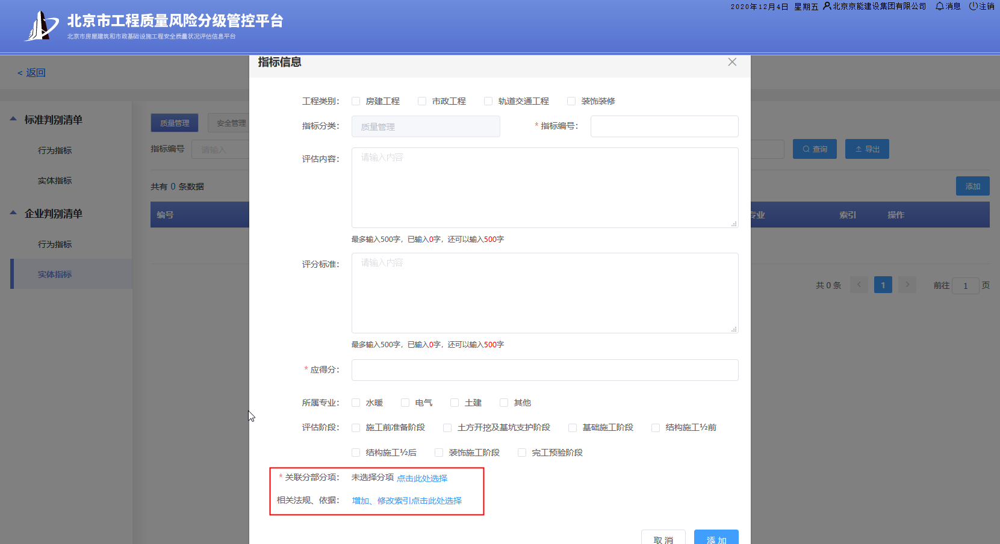 2020年12月4日 星期五 北京京能建设集团有限公司 消息 注销
北京市工程质量风险分级管控平台
北京市房屋建筑和市政基础设施工程安全质量状况评估信息平台
< 返回
标准判别清单
行为指标
实体指标
企业判别清单
行为指标
实体指标
质量管理 安全管理
指标编号 请输入 查询 导出
共有 0 条数据 添加
编号 专业 索引 操作
共 0 条 < 1 > 前往 1 页
指标信息
工程类别： 房建工程 市政工程 轨道交通工程 装饰装修
指标分类： 质量管理 * 指标编号：
评估内容： 请输入内容
最多输入500字，已输入0字，还可以输入500字
评分标准： 请输入内容
最多输入500字，已输入0字，还可以输入500字
* 应得分：
所属专业： 水暖 电气 土建 其他
评估阶段： 施工前准备阶段 土方开挖及基坑支护阶段 基础施工阶段 结构施工½前
结构施工½后 装饰施工阶段 完工预验阶段
* 关联分部分项： 未选择分项 点击此处选择
相关法规、依据： 增加、修改索引点击此处选择
取 消 添 加